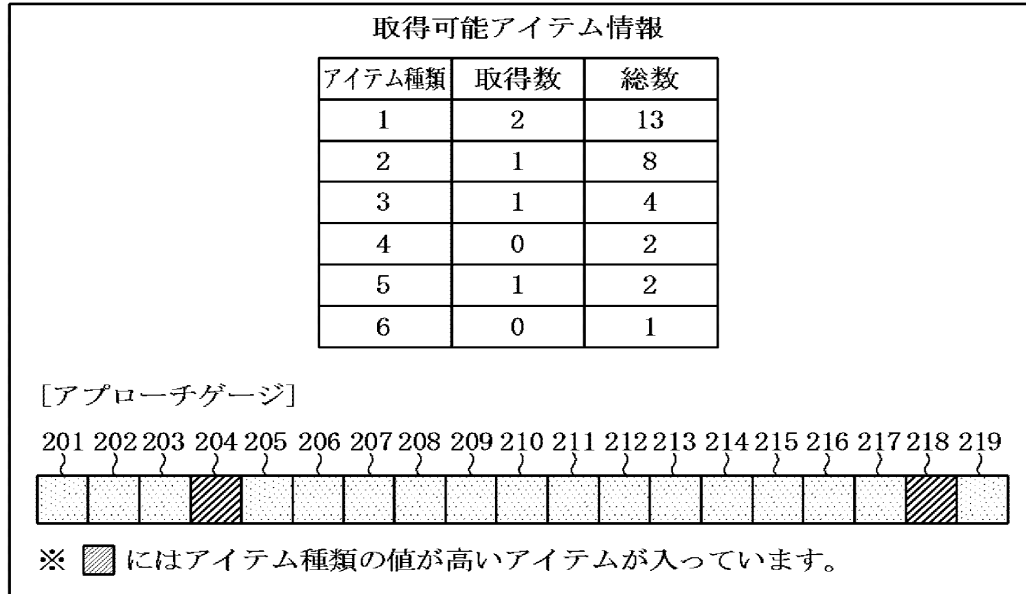 取得可能アイテム情報
アイテム種類 取得数 総数
1 2 13
2 1 8
3 1 4
4 0 2
5 1 2
6 0 1
[アプローチゲージ]
201 202 203 204 205 206 207 208 209 210 211 212 213 214 215 216 217 218 219
※ にはアイテム種類の値が高いアイテムが入っています。